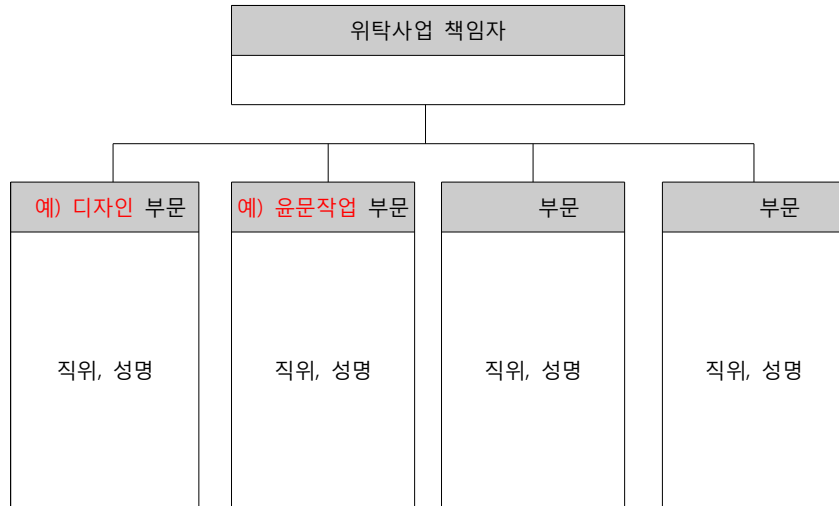 위탁사업 책임자
예) 디자인 부문
예) 윤문작업 부문
부문
부문
직위, 성명
직위, 성명
직위, 성명
직위, 성명